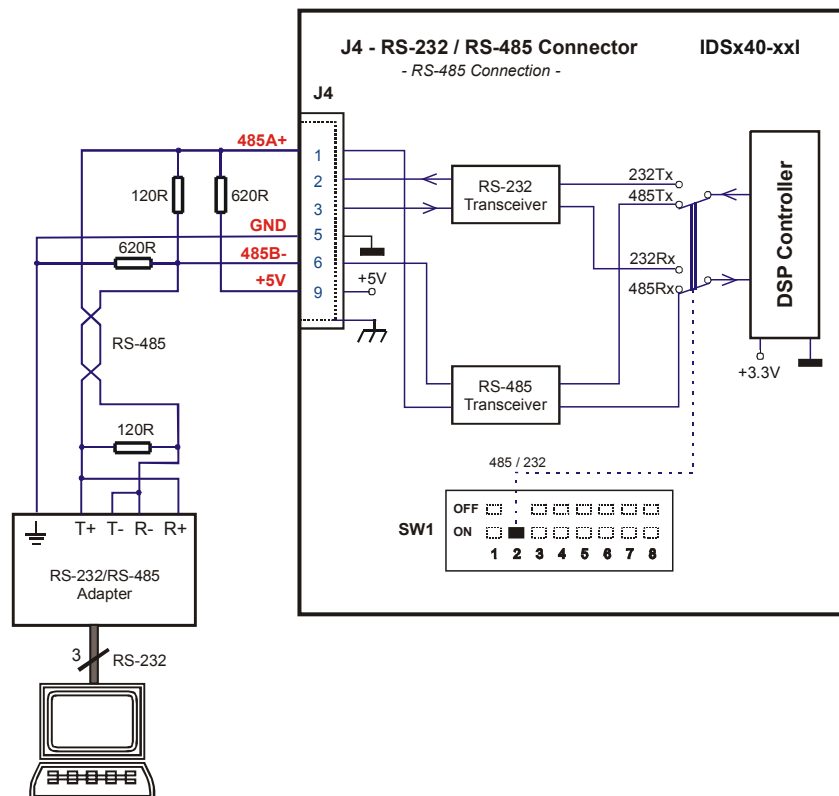 J4 - RS-232 / RS-485 Connector
IDSx40-xxI
- RS-485 Connection -
J4
485A+
1
2
3
5
6
9
120R
620R
GND
620R
485B-
+5V
+5V
RS-232
Transceiver
232Tx
485Tx
232Rx
485Rx
DSP Controller
+3.3V
RS-485
RS-485
Transceiver
120R
485 / 232
SW1
OFF
ON
1 2 3 4 5 6 7 8
T+ T- R- R+
RS-232/RS-485
Adapter
3
RS-232